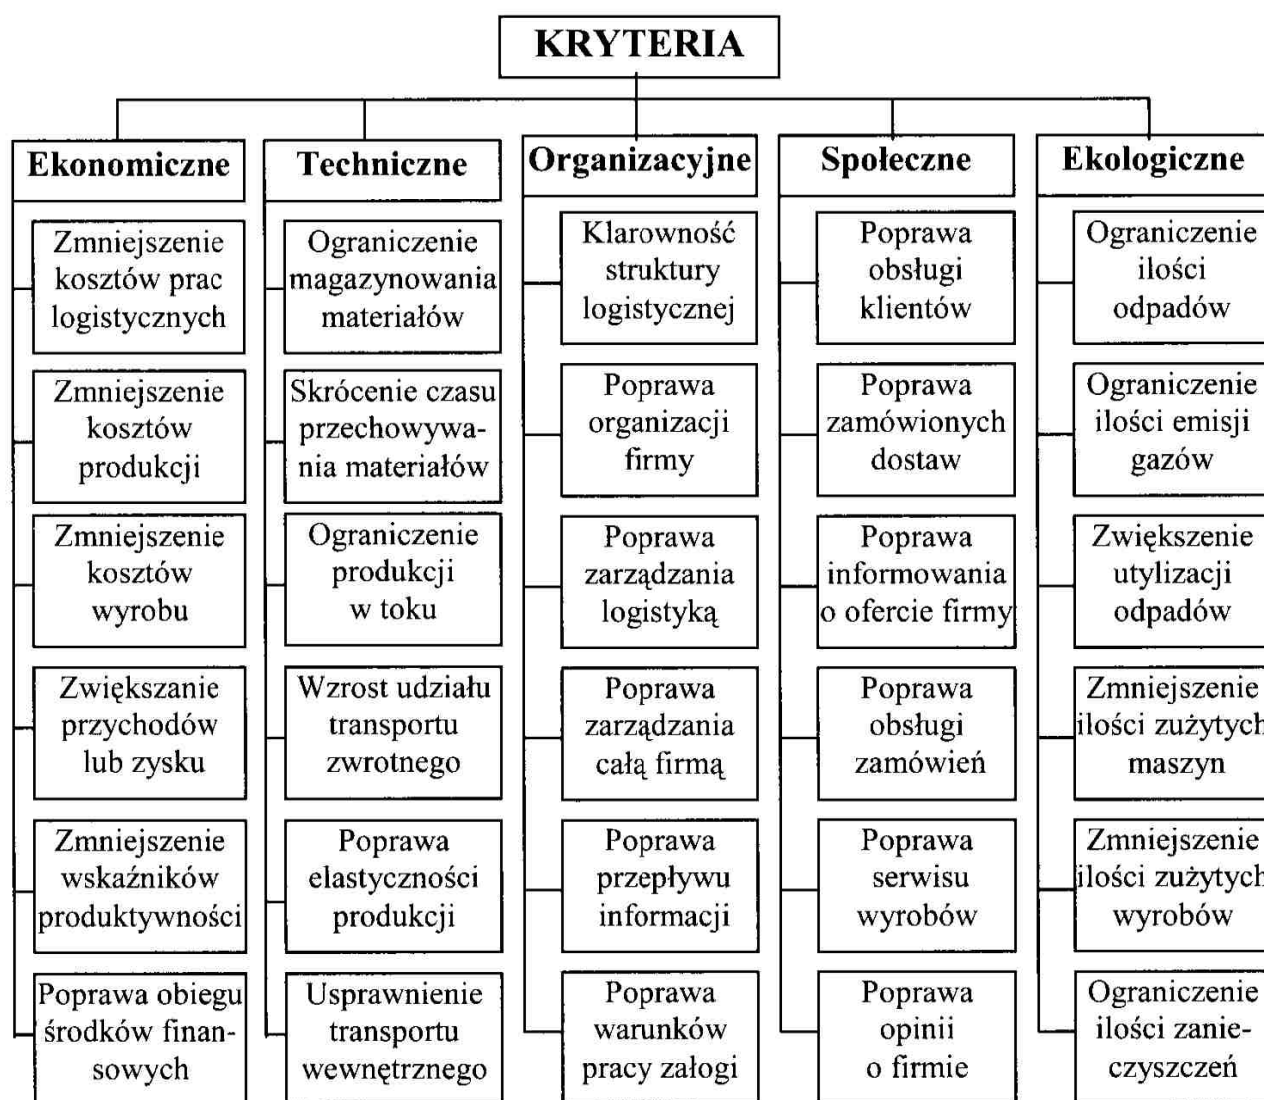 KRYTERIA
Ekonomiczne
Zmniejszenie
kosztów prac
logistycznych
Zmniejszenie
kosztów
produkcji
Zmniejszenie
kosztów
wyrobu
Zwiększanie
przychodów
lub zysku
Zmniejszenie
wskaźników
produktywności
Poprawa obiegu
środków finan-
sowych
Techniczne
Ograniczenie
magazynowania
materiałów
Skrócenie czasu
przechowywa-
nia materiałów
Ograniczenie
produkcji
w toku
Wzrost udziału
transportu
zwrotnego
Poprawa
elastyczności
produkcji
Usprawnienie
transportu
wewnętrznego
Organizacyjne
Klarowność
struktury
logistycznej
Poprawa
organizacji
firmy
Poprawa
zarządzania
logistyką
Poprawa
zarządzania
całą firmą
Poprawa
przepływu
informacji
Poprawa
warunków
pracy załogi
Społeczne
Poprawa
obsługi
klientów
Poprawa
zamówionych
dostaw
Poprawa
informowania
o ofercie firmy
Poprawa
obsługi
zamówień
Poprawa
serwisu
wyrobów
Poprawa
opinii
o firmie
Ekologiczne
Ograniczenie
ilości
odpadów
Ograniczenie
ilości emisji
gazów
Zwiększenie
utylizacji
odpadów
Zmniejszenie
ilości zużytych
maszyn
Zmniejszenie
ilości zużytych
wyrobów
Ograniczenie
ilości zanie-
czyszczeń